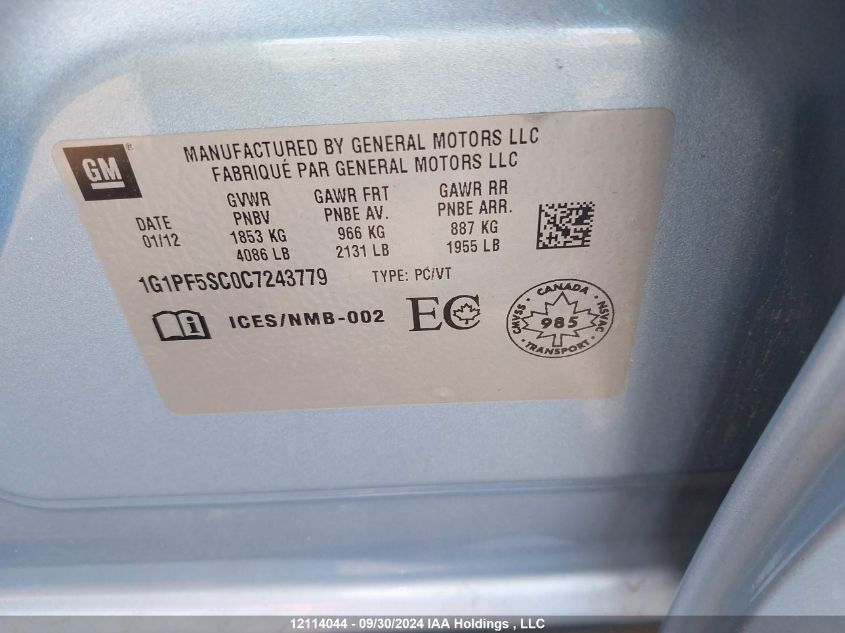 GM
MANUFACTURED BY GENERAL MOTORS LLC
FABRIQUÉ PAR GENERAL MOTORS LLC
DATE
01/12
GVWR
PNBV
1853 KG
4086 LB
GAWR FRT
PNBE AV.
966 KG
2131 LB
GAWR RR
PNBE ARR.
887 KG
1955 LB
1G1PF5SC0C7243779 TYPE: PC/VT
ICES/NMB-002 EC
CANADA
CMVSS 985 NSVAC
TRANSPORT
12114044 - 09/30/2024 IAA Holdings , LLC